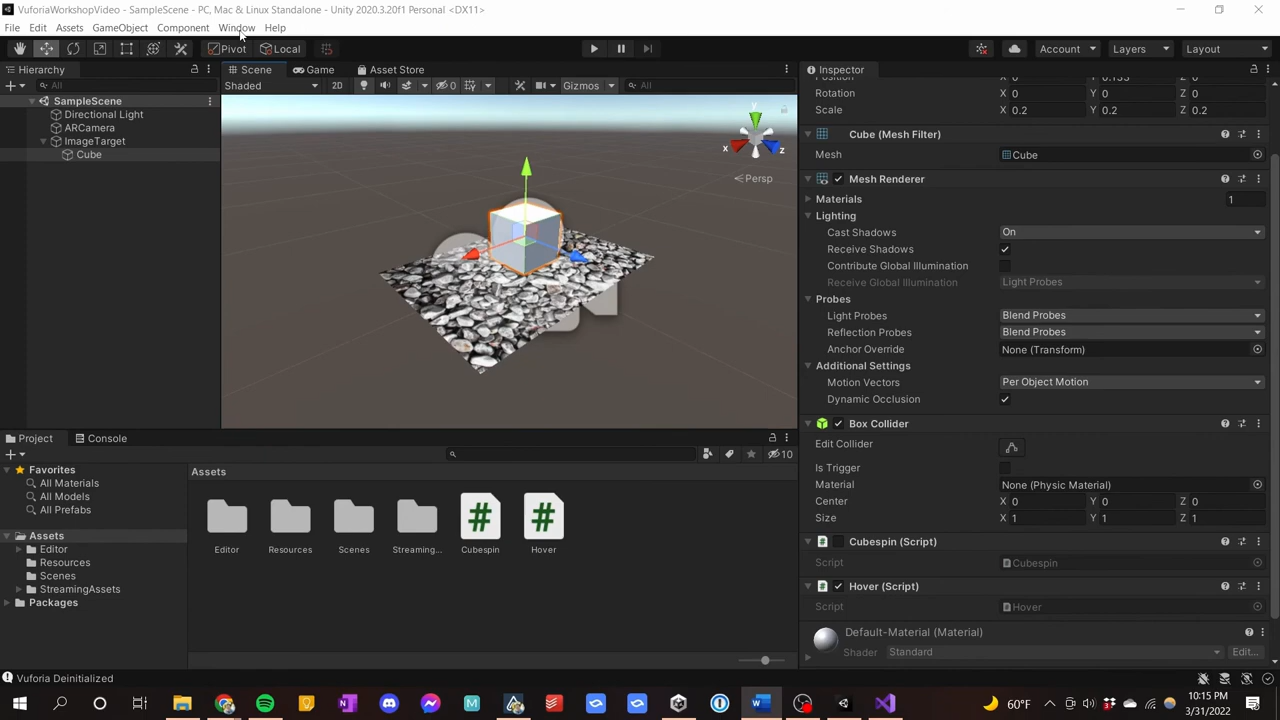 VuforiaWorkshopVideo - SampleScene - PC, Mac & Linux Standalone - Unity 2020.3.20f1 Personal <DX11>
File Edit Assets GameObject Component Window Help
Pivot Local Account Layers Layout
Hierarchy
All
SampleScene
Directional Light
ARCamera
ImageTarget
Cube
Scene Game Asset Store
Shaded 2D 0 Gizmos All
y
x
z
Persp
Inspector
Rotation X 0 Y 0 Z 0
Scale X 0.2 Y 0.2 Z 0.2
Cube (Mesh Filter)
Mesh Cube
Mesh Renderer
Materials 1
Lighting
Cast Shadows On
Receive Shadows
Contribute Global Illumination
Receive Global Illumination Light Probes
Probes
Light Probes Blend Probes
Reflection Probes Blend Probes
Anchor Override None (Transform)
Additional Settings
Motion Vectors Per Object Motion
Dynamic Occlusion
Box Collider
Edit Collider
Is Trigger
Material None (Physic Material)
Center X 0 Y 0 Z 0
Size X 1 Y 1 Z 1
Cubespin (Script)
Script Cubespin
Hover (Script)
Script Hover
Default-Material (Material)
Shader Standard Edit...
Project Console
10
Favorites
All Materials
All Models
All Prefabs
Assets
Editor
Resources
Scenes
StreamingAssets
Packages
Assets
Editor Resources Scenes Streaming... Cubespin Hover
Vuforia Deinitialized
60°F
10:15 PM
3/31/2022